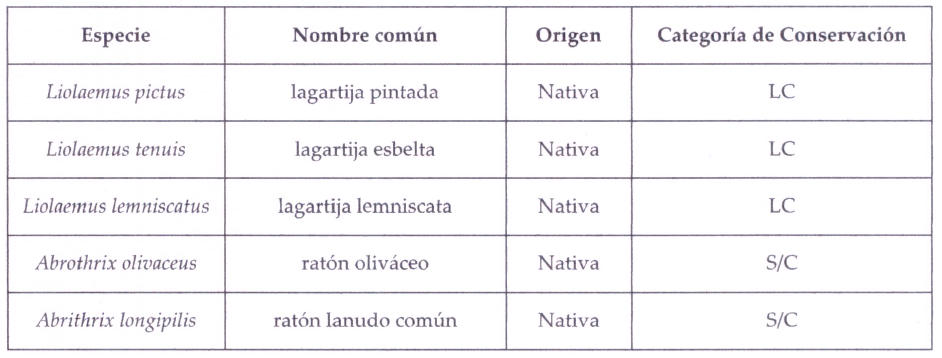 Especie Nombre común Origen Categoría de Conservación
Liolaemus pictus lagartija pintada Nativa LC
Liolaemus tenuis lagartija esbelta Nativa LC
Liolaemus lemniscatus lagartija lemniscata Nativa LC
Abrothrix olivaceus ratón oliváceo Nativa S/C
Abrithrix longipilis ratón lanudo común Nativa S/C